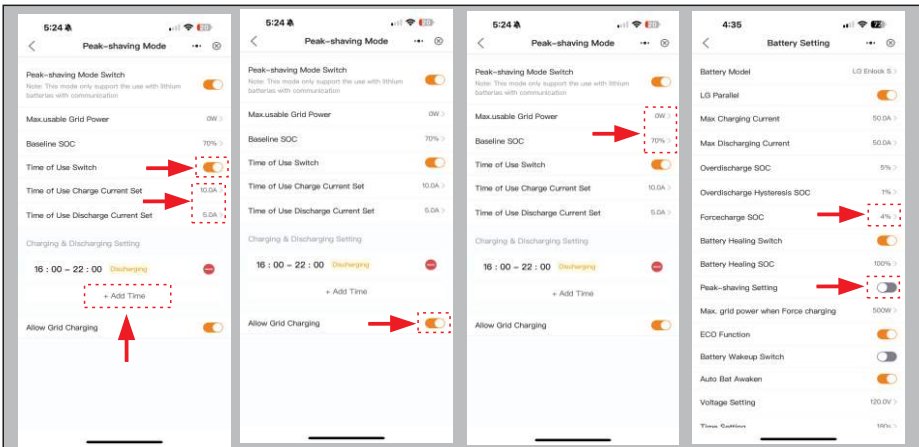 5:24
20
Peak-shaving Mode
Peak-shaving Mode Switch
Note: This mode only support the use with lithium
batterias with communication
Max.usable Grid Power 0W >
Baseline SOC 70% >
Time of Use Switch
Time of Use Charge Current Set 10.0A >
Time of Use Discharge Current Set 5.0A >
Charging & Discharging Setting
16 : 00 – 22 : 00 Discharging
+ Add Time
Allow Grid Charging
5:24
20
Peak-shaving Mode
Peak-shaving Mode Switch
Note: This mode only support the use with lithium
batterias with communication
Max.usable Grid Power 0W >
Baseline SOC 70% >
Time of Use Switch
Time of Use Charge Current Set 10.0A >
Time of Use Discharge Current Set 5.0A >
Charging & Discharging Setting
16 : 00 – 22 : 00 Discharging
+ Add Time
Allow Grid Charging
5:24
20
Peak-shaving Mode
Peak-shaving Mode Switch
Note: This mode only support the use with lithium
batterias with communication
Max.usable Grid Power 0W >
Baseline SOC 70% >
Time of Use Switch
Time of Use Charge Current Set 10.0A >
Time of Use Discharge Current Set 5.0A >
Charging & Discharging Setting
16 : 00 – 22 : 00 Discharging
+ Add Time
Allow Grid Charging
4:35
Battery Setting
Battery Model LG Enlock S >
LG Parallel
Max Charging Current 50.0A >
Max Discharging Current 50.0A >
Overdischarge SOC 5% >
Overdischarge Hysteresis SOC 1% >
Forcecharge SOC 4% >
Battery Healing Switch
Battery Healing SOC 100% >
Peak-shaving Setting
Max. grid power when Force charging 500W >
ECO Function
Battery Wakeup Switch
Auto Bat Awaken
Voltage Setting 120.0V >
Time Setting 180s >